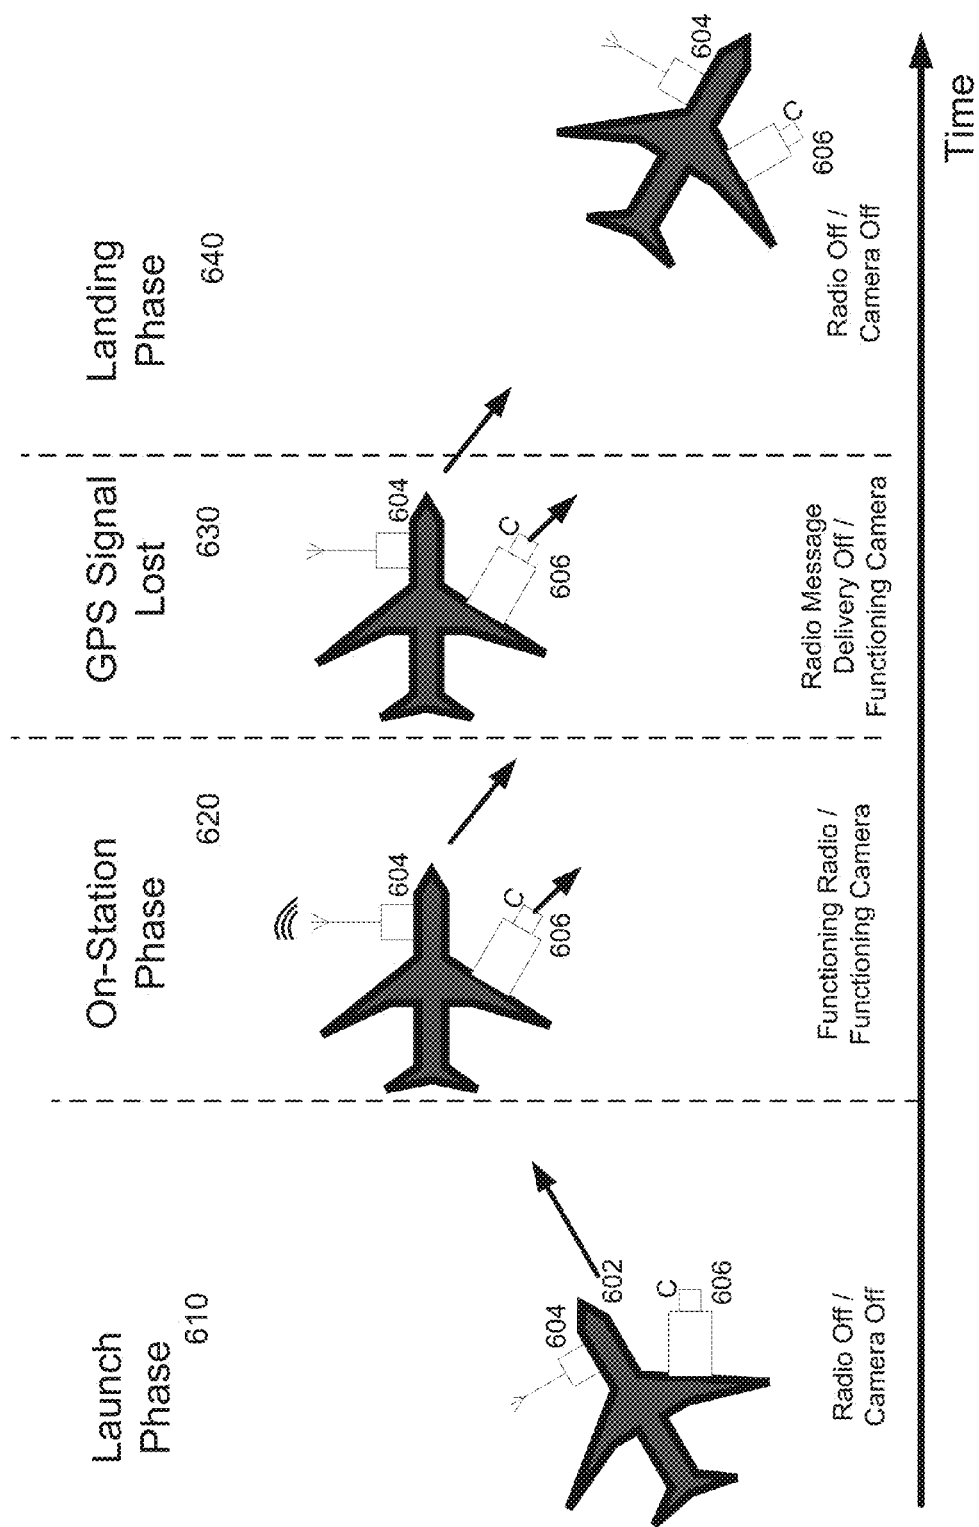 Launch
Phase
610
604
602
C
606
Radio Off /
Camera Off
On-Station
Phase
620
604
C
606
Functioning Radio /
Functioning Camera
GPS Signal
Lost
630
604
C
606
Radio Message
Delivery Off /
Functioning Camera
Landing
Phase
640
604
C
606
Radio Off /
Camera Off
Time